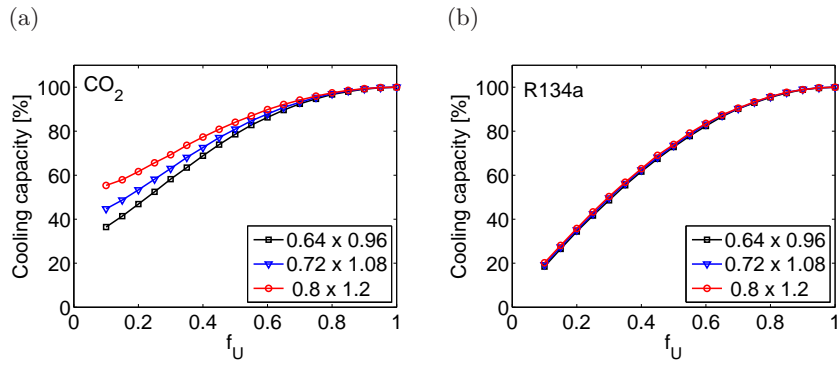 (a)
(b)
CO2
Cooling capacity [%]
100
80
60
40
20
0
0 0.2 0.4 0.6 0.8 1
f_U
0.64 x 0.96
0.72 x 1.08
0.8 x 1.2
R134a
Cooling capacity [%]
100
80
60
40
20
0
0 0.2 0.4 0.6 0.8 1
f_U
0.64 x 0.96
0.72 x 1.08
0.8 x 1.2